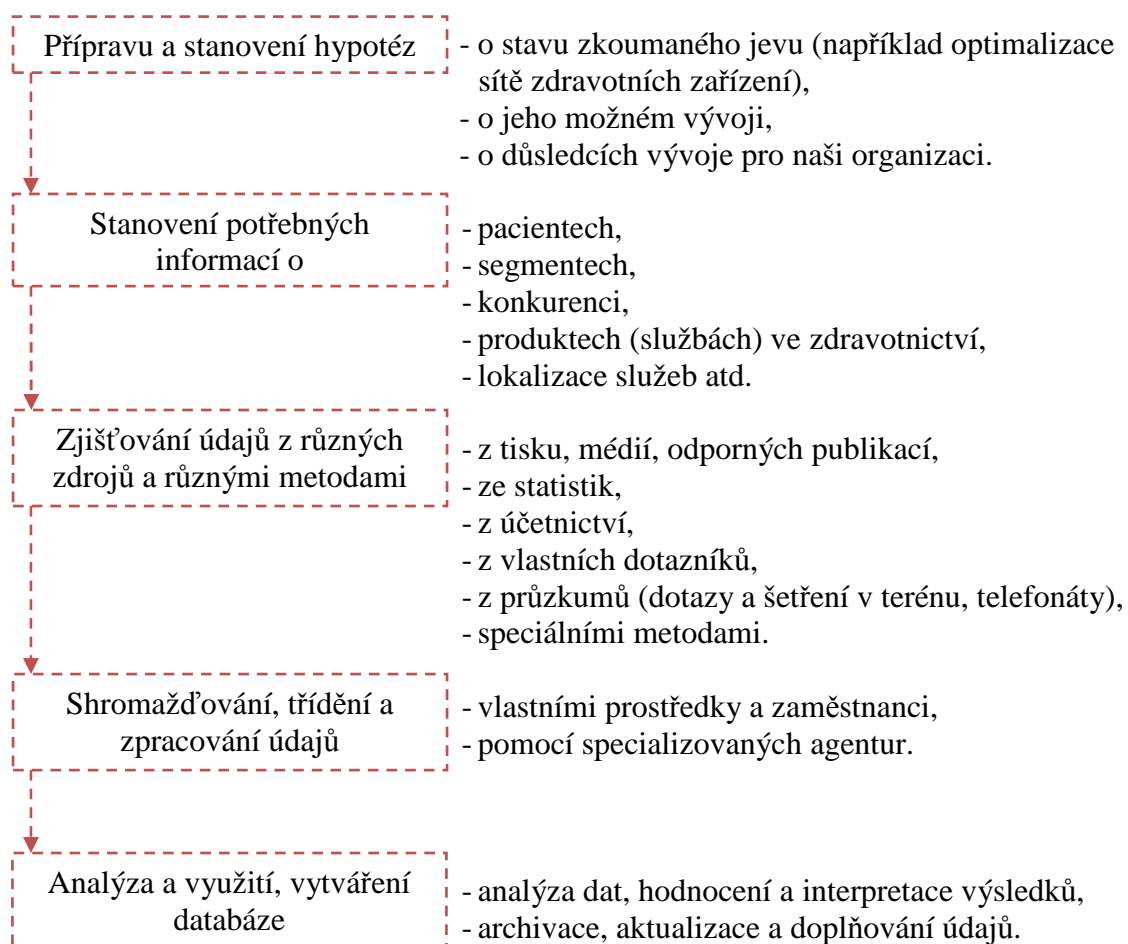 Přípravu a stanovení hypotéz
- o stavu zkoumaného jevu (například optimalizace
sítě zdravotních zařízení),
- o jeho možném vývoji,
- o důsledcích vývoje pro naši organizaci.
Stanovení potřebných
informací o
- pacientech,
- segmentech,
- konkurenci,
- produktech (službách) ve zdravotnictví,
- lokalizace služeb atd.
Zjišťování údajů z různých
zdrojů a různými metodami
- z tisku, médií, odporných publikací,
- ze statistik,
- z účetnictví,
- z vlastních dotazníků,
- z průzkumů (dotazy a šetření v terénu, telefonáty),
- speciálními metodami.
Shromažďování, třídění a
zpracování údajů
- vlastními prostředky a zaměstnanci,
- pomocí specializovaných agentur.
Analýza a využití, vytváření
databáze
- analýza dat, hodnocení a interpretace výsledků,
- archivace, aktualizace a doplňování údajů.